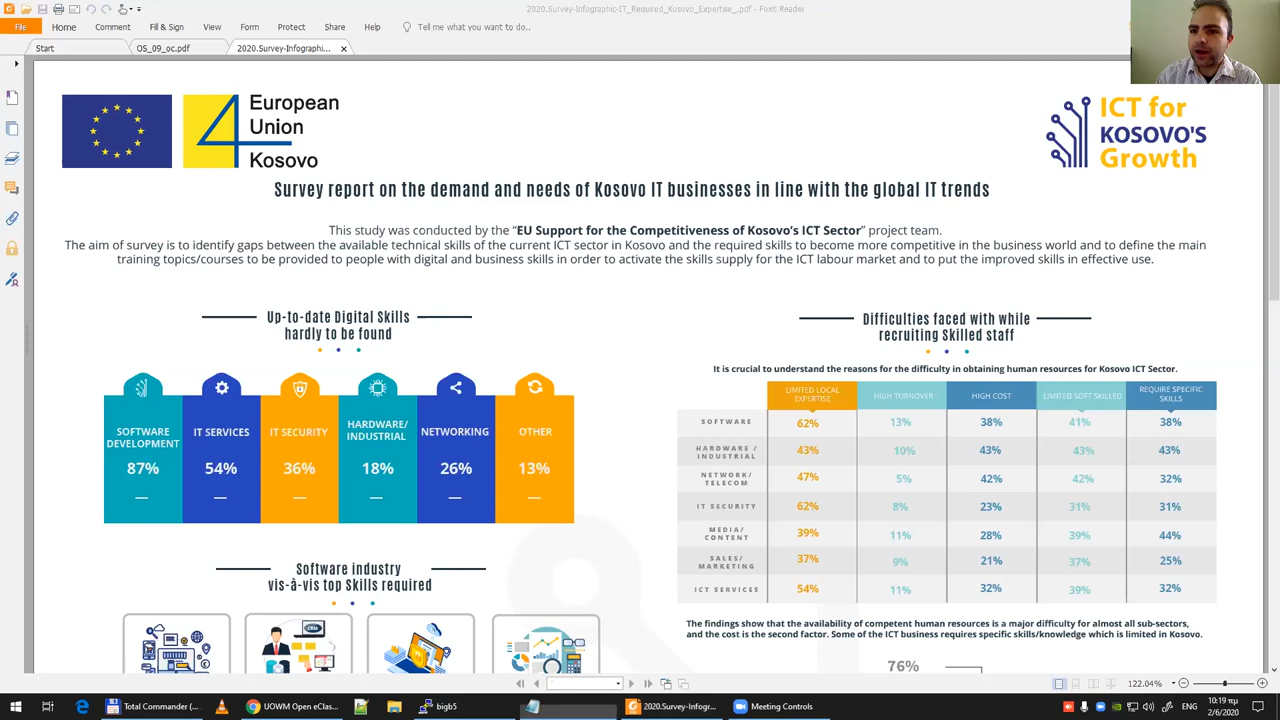 2020.Survey-Infographic-IT_Required_Kosovo_Expertise_.pdf - Foxit Reader
File Home Comment Fill & Sign View Form Protect Share Help Tell me what you want to do..
Start OS_09_oc.pdf 2020.Survey-Infographi...
European
Union
4
Kosovo
ICT for
KOSOVO'S
Growth
Survey report on the demand and needs of Kosovo IT businesses in line with the global IT trends
This study was conducted by the “EU Support for the Competitiveness of Kosovo’s ICT Sector” project team.
The aim of survey is to identify gaps between the available technical skills of the current ICT sector in Kosovo and the required skills to become more competitive in the business world and to define the main
training topics/courses to be provided to people with digital and business skills in order to activate the skills supply for the ICT labour market and to put the improved skills in effective use.
Up-to-date Digital Skills
hardly to be found
SOFTWARE
DEVELOPMENT
87%
IT SERVICES
54%
IT SECURITY
36%
HARDWARE/
INDUSTRIAL
18%
NETWORKING
26%
OTHER
13%
Software industry
vis-à-vis top Skills required
CRM
Difficulties faced with while
recruiting Skilled staff
It is crucial to understand the reasons for the difficulty in obtaining human resources for Kosovo ICT Sector.
LIMITED LOCAL
EXPERTISE
HIGH TURNOVER
HIGH COST
LIMITED SOFT SKILLED
REQUIRE SPECIFIC
SKILLS
SOFTWARE 62% 13% 38% 41% 38%
HARDWARE /
INDUSTRIAL 43% 10% 43% 43% 43%
NETWORK/
TELECOM 47% 5% 42% 42% 32%
IT SECURITY 62% 8% 23% 31% 31%
MEDIA/
CONTENT 39% 11% 28% 39% 44%
SALES/
MARKETING 37% 9% 21% 37% 25%
ICT SERVICES 54% 11% 32% 39% 32%
The findings show that the availability of competent human resources is a major difficulty for almost all sub-sectors,
and the cost is the second factor. Some of the ICT business requires specific skills/knowledge which is limited in Kosovo.
76%
122.04%
Total Commander (... UOWM Open eClass... bigb5 2020.Survey-Infogr... Meeting Controls
ENG
10:19 πμ
2/6/2020